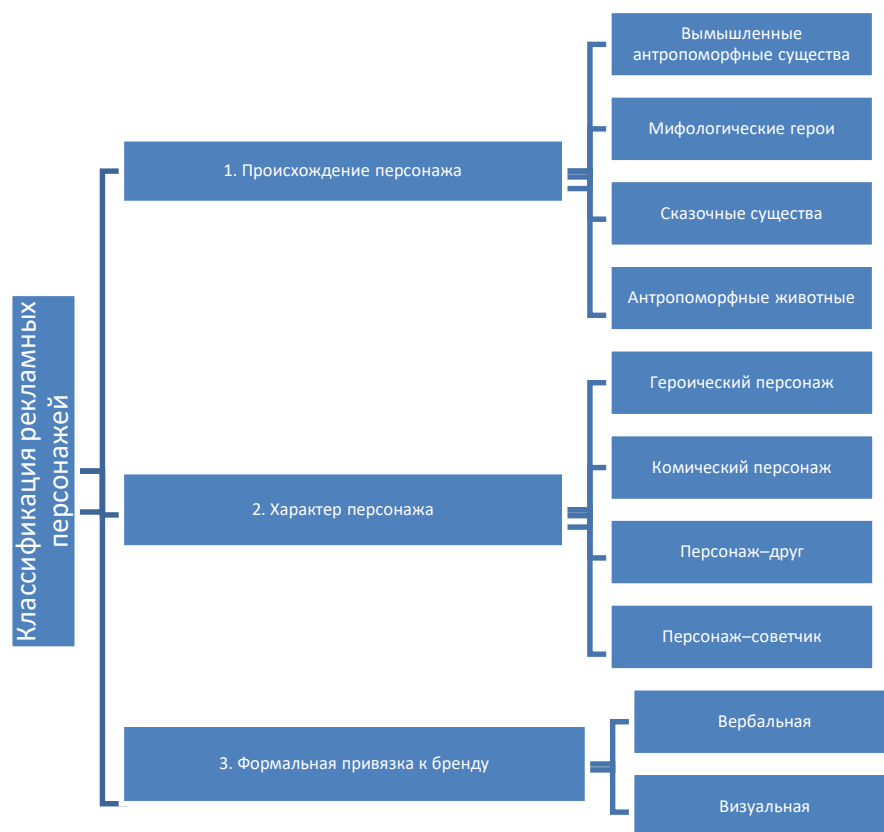 Классификация рекламных
персонажей
1. Происхождение персонажа
Вымышленные
антропоморфные существа
Мифологические герои
Сказочные существа
Антропоморфные животные
2. Характер персонажа
Героический персонаж
Комический персонаж
Персонаж–друг
Персонаж–советчик
3. Формальная привязка к бренду
Вербальная
Визуальная